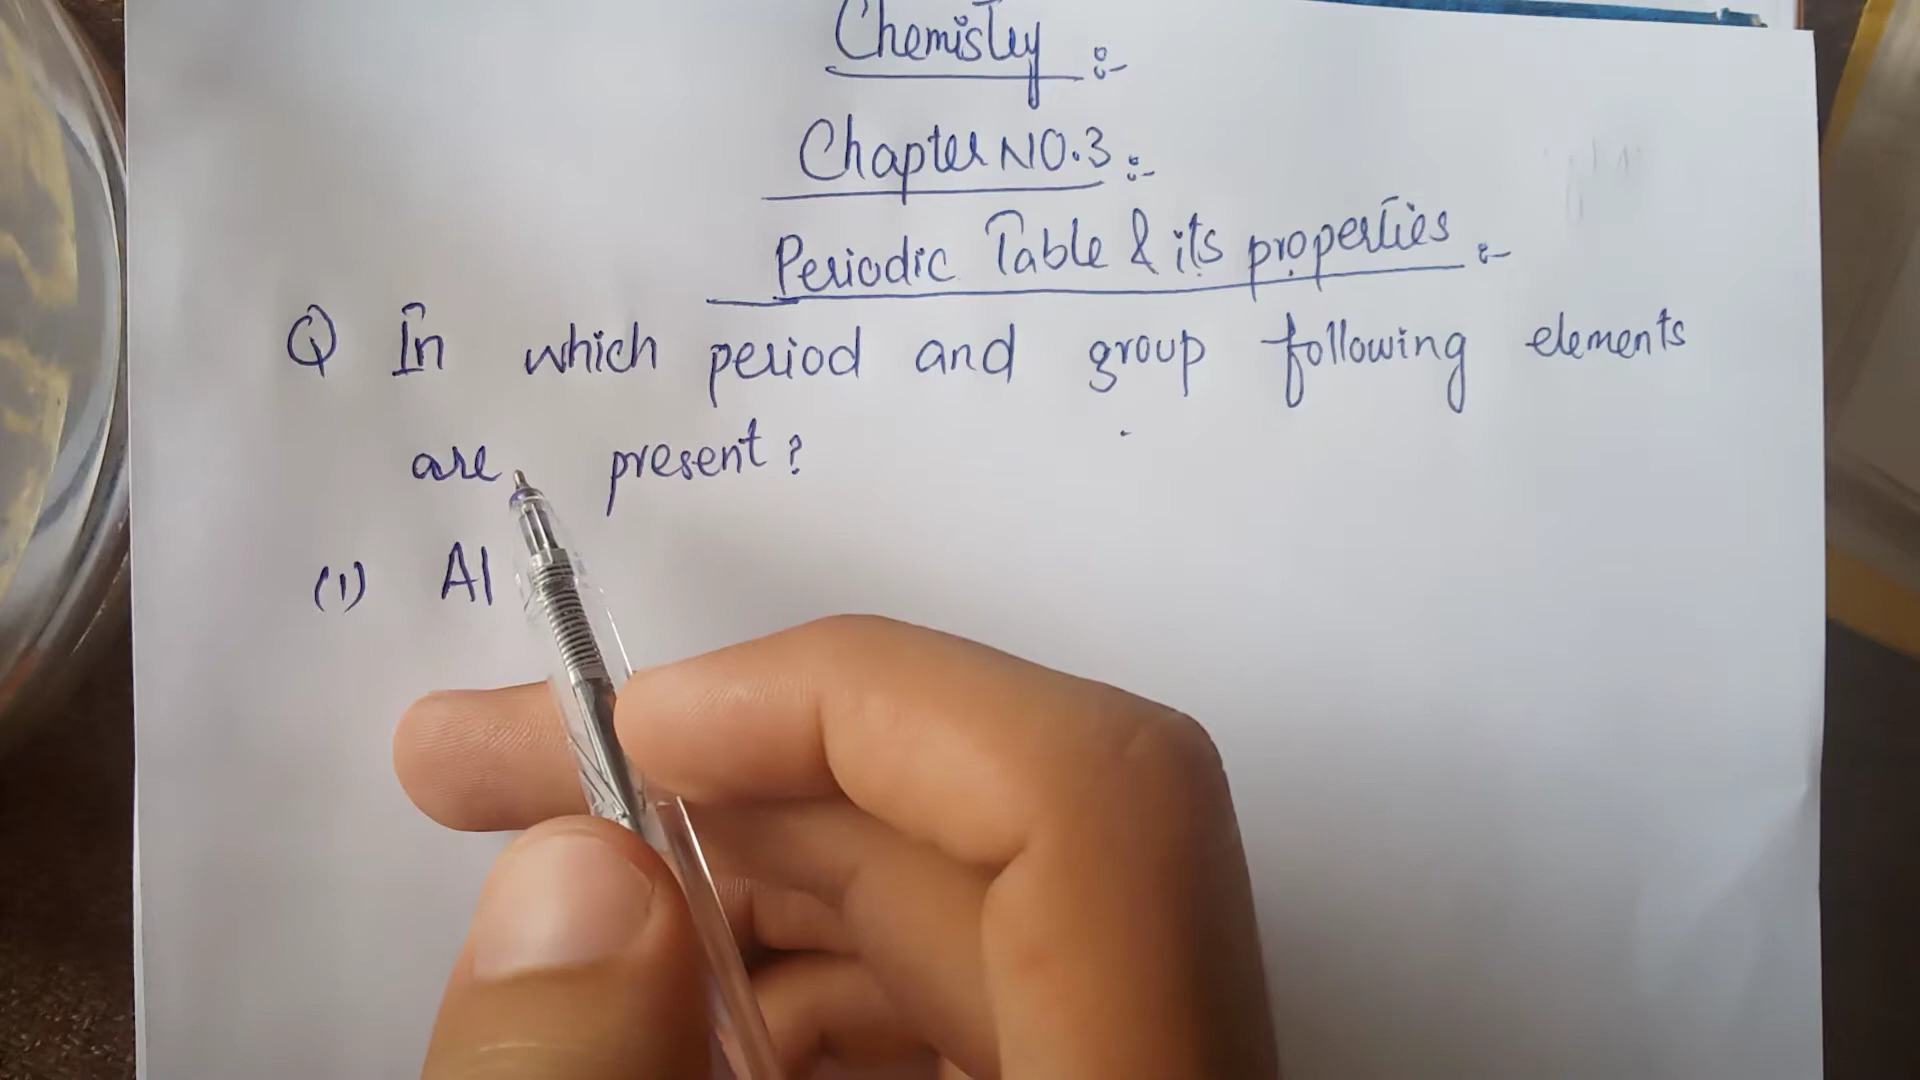 Chemistry :-
Chapter NO.3 :-
Periodic Table & its properties :-
Q In which period and group following elements
are present?
(1) Al